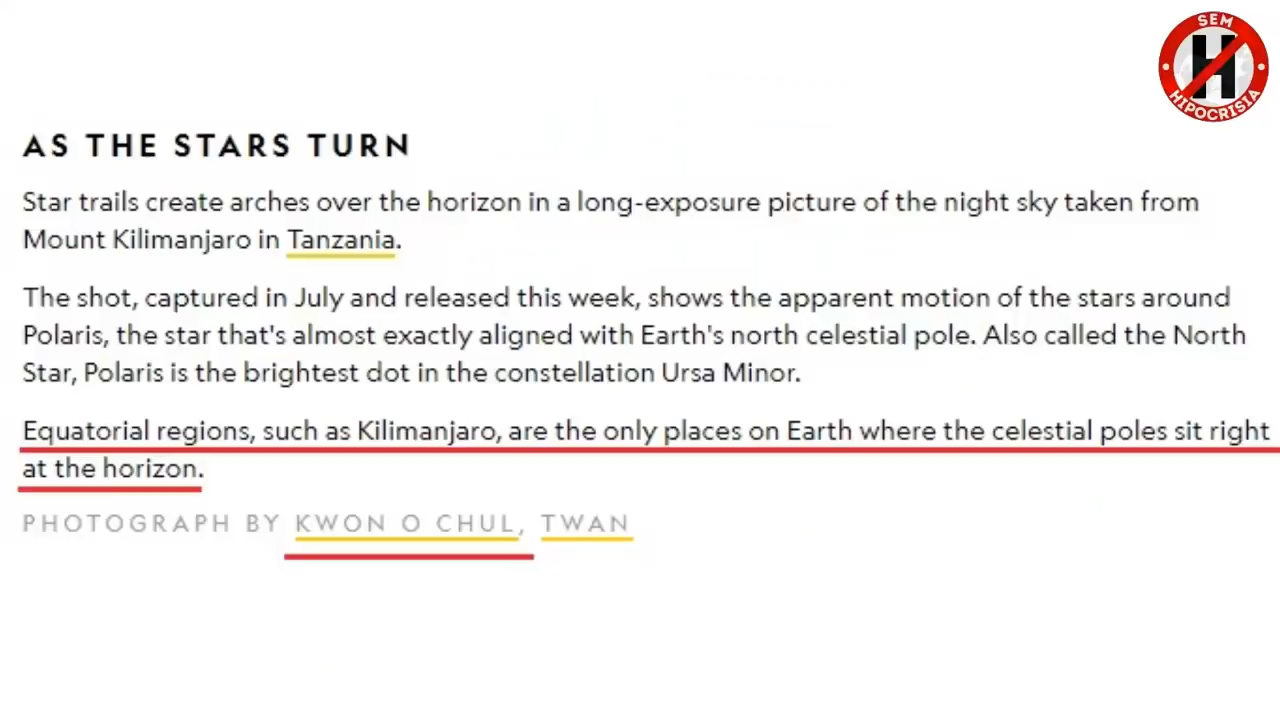 SEM
H
HIPOCRISIA
AS THE STARS TURN
Star trails create arches over the horizon in a long-exposure picture of the night sky taken from
Mount Kilimanjaro in Tanzania.
The shot, captured in July and released this week, shows the apparent motion of the stars around
Polaris, the star that's almost exactly aligned with Earth's north celestial pole. Also called the North
Star, Polaris is the brightest dot in the constellation Ursa Minor.
Equatorial regions, such as Kilimanjaro, are the only places on Earth where the celestial poles sit right
at the horizon.
PHOTOGRAPH BY KWON O CHUL, TWAN